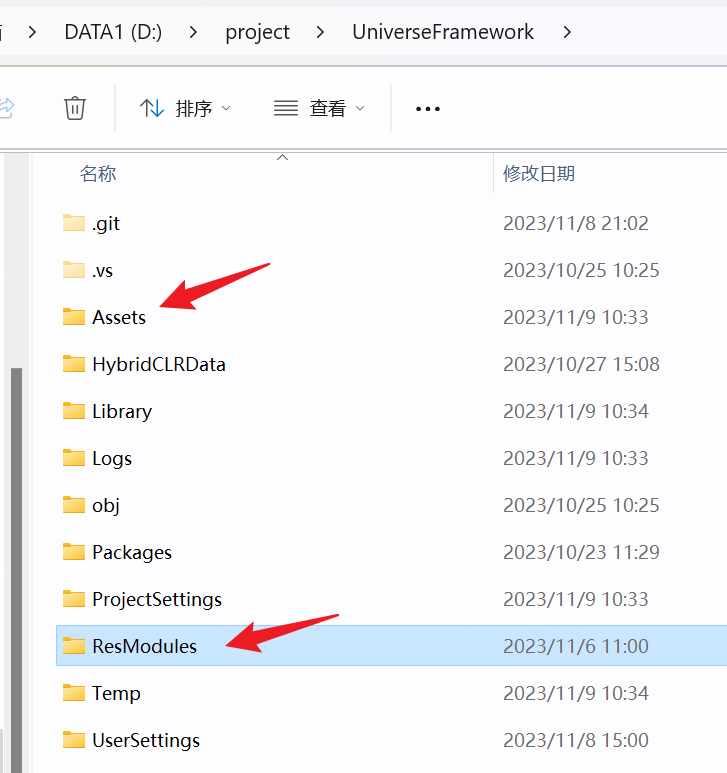 DATA1 (D:) > project > UniverseFramework >
排序 查看
名称 修改日期
.git 2023/11/8 21:02
.vs 2023/10/25 10:25
Assets 2023/11/9 10:33
HybridCLRData 2023/10/27 15:08
Library 2023/11/9 10:34
Logs 2023/11/9 10:33
obj 2023/10/25 10:25
Packages 2023/10/23 11:29
ProjectSettings 2023/11/9 10:33
ResModules 2023/11/6 11:00
Temp 2023/11/9 10:34
UserSettings 2023/11/8 15:00